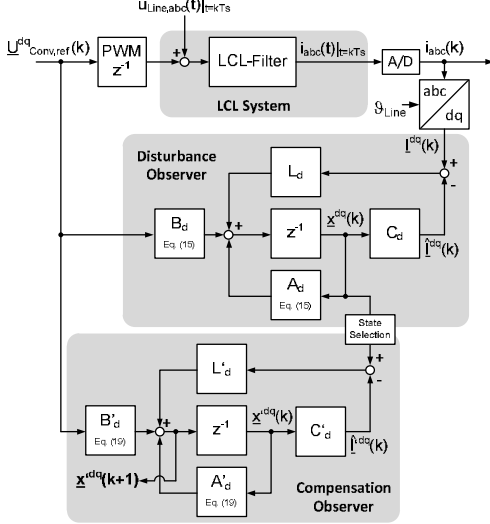 u_Line,abc(t)|t=kTs
U^dq_Conv,ref(k)
PWM
z⁻¹
+
LCL-Filter
i_abc(t)|t=kTs
A/D
i_abc(k)
LCL System
abc
dq
ϑ_Line
I^dq(k)
Disturbance
Observer
+
-
L_d
B_d
Eq. (15)
+
z⁻¹
x^dq(k)
C_d
Î^dq(k)
A_d
Eq. (15)
State
Selection
+
-
L'_d
B'_d
Eq. (19)
+
z⁻¹
x'^dq(k)
C'_d
Î'^dq(k)
x'^dq(k+1)
A'_d
Eq. (19)
Compensation
Observer